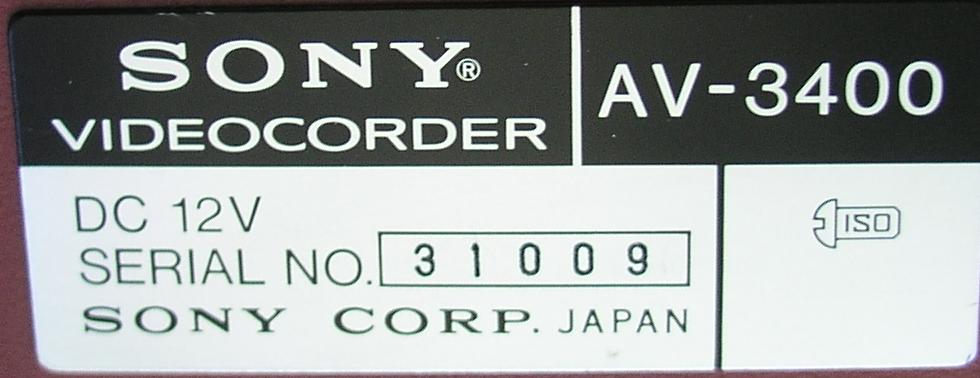 SONY®
VIDEOCORDER
AV-3400
DC 12V
SERIAL NO. 31009
SONY CORP. JAPAN
ISO